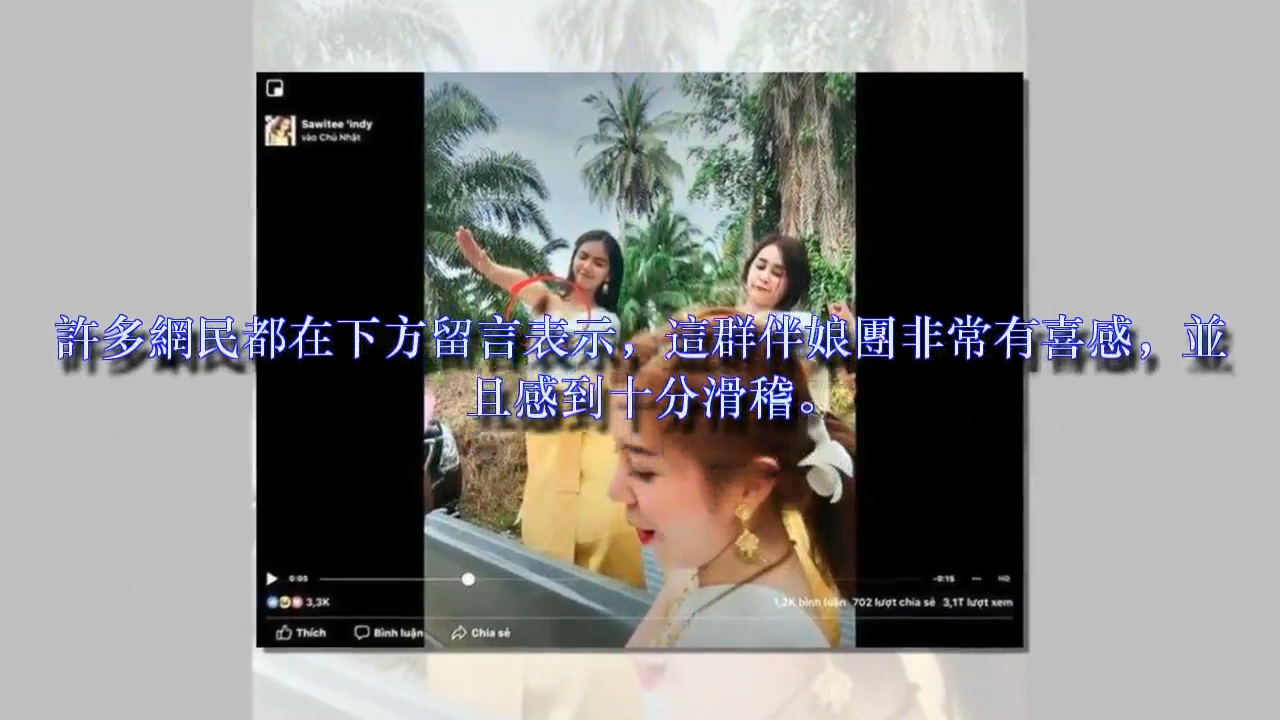 Sawitee 'indy
vào Chủ Nhật
許多網民都在下方留言表示，這群伴娘團非常有喜感，並
且感到十分滑稽。
0:05
-0:15
HD
3,3K
1,2K bình luận 702 lượt chia sẻ 3,1T lượt xem
Thích
Bình luận
Chia sẻ